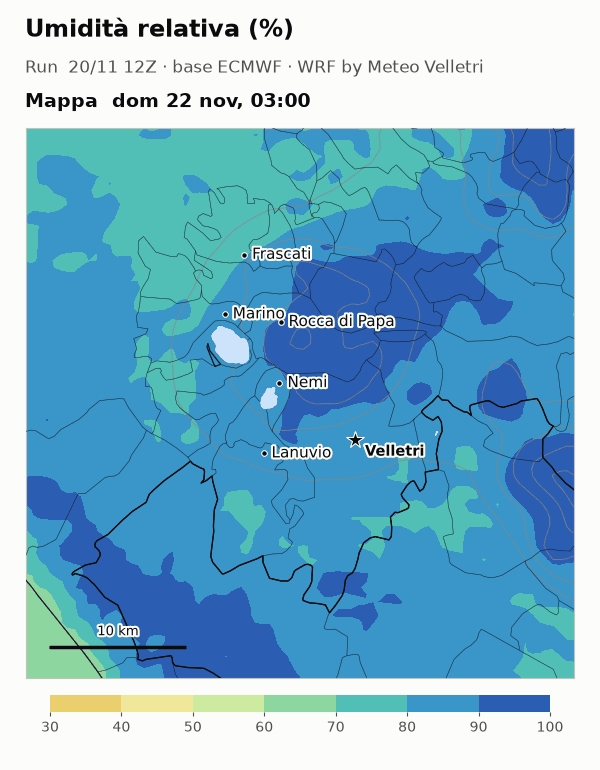 Umidità relativa (%)
Run  20/11 12Z · base ECMWF · WRF by Meteo Velletri
Mappa  dom 22 nov, 03:00
Frascati
Marino
Rocca di Papa
Nemi
Velletri
Lanuvio
10 km
30 40 50 60 70 80 90 100